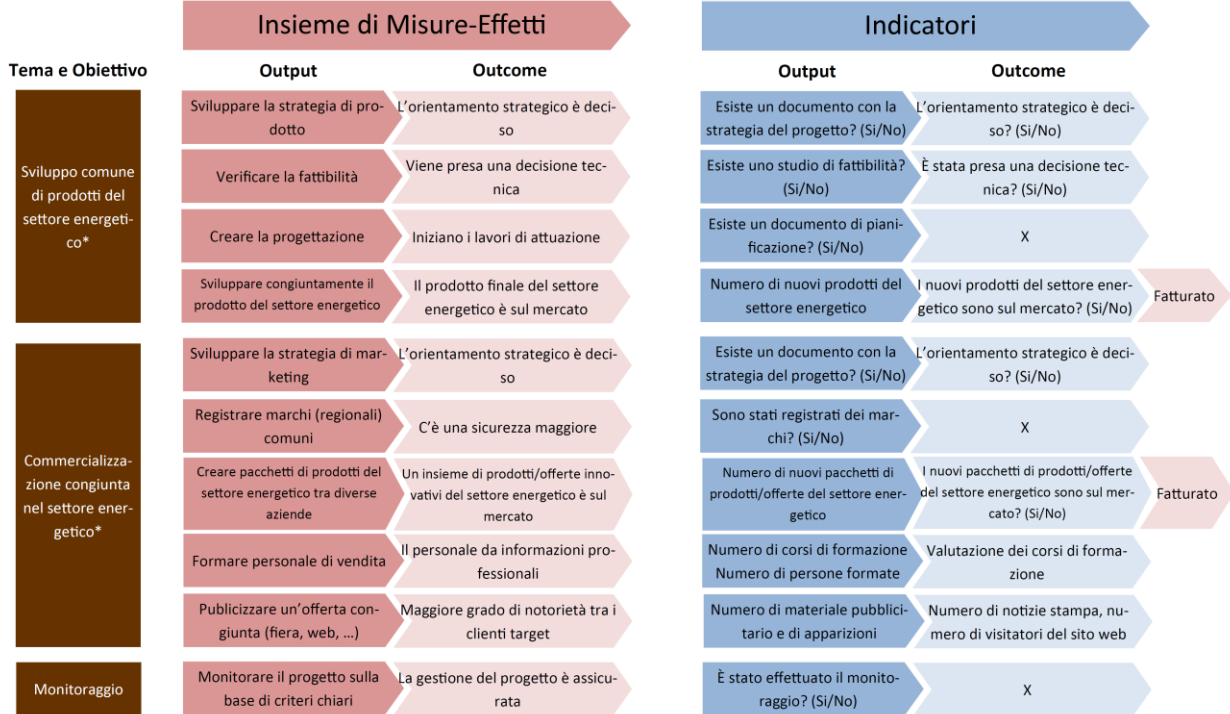 Insieme di Misure-Effetti
Indicatori
Tema e Obiettivo
Output
Outcome
Output
Outcome
Sviluppo comune
di prodotti del
settore energeti-
co*
Sviluppare la strategia di pro-
dotto
L'orientamento strategico è deci-
so
Esiste un documento con la
strategia del progetto? (Si/No)
L'orientamento strategico è deci-
so? (Si/No)
Verificare la fattibilità
Viene presa una decisione tec-
nica
Esiste uno studio di fattibilità?
(Si/No)
È stata presa una decisione tec-
nica? (Si/No)
Creare la progettazione
Iniziano i lavori di attuazione
Esiste un documento di piani-
ficazione? (Si/No)
X
Sviluppare congiuntamente il
prodotto del settore energetico
Il prodotto finale del settore
energetico è sul mercato
Numero di nuovi prodotti del
settore energetico
I nuovi prodotti del settore ener-
getico sono sul mercato? (Si/No)
Fatturato
Commercializza-
zione congiunta
nel settore ener-
getico*
Sviluppare la strategia di mar-
keting
L'orientamento strategico è deci-
so
Esiste un documento con la
strategia del progetto? (Si/No)
L'orientamento strategico è deci-
so? (Si/No)
Registrare marchi (regionali)
comuni
C'è una sicurezza maggiore
Sono stati registrati dei mar-
chi? (Si/No)
X
Creare pacchetti di prodotti del
settore energetico tra diverse
aziende
Un insieme di prodotti/offerte inno-
vativi del settore energetico è sul
mercato
Numero di nuovi pacchetti di
prodotti/offerte del settore ener-
getico
I nuovi pacchetti di prodotti/offerte
del settore energetico sono sul mer-
cato? (Si/No)
Fatturato
Formare personale di vendita
Il personale da informazioni pro-
fessionali
Numero di corsi di formazione
Numero di persone formate
Valutazione dei corsi di forma-
zione
Publicizzare un'offerta con-
giunta (fiera, web, ...)
Maggiore grado di notorietà tra i
clienti target
Numero di materiale pubblici-
tario e di apparizioni
Numero di notizie stampa, nu-
mero di visitatori del sito web
Monitoraggio
Monitorare il progetto sulla
base di criteri chiari
La gestione del progetto è assicu-
rata
È stato effettuato il monito-
raggio? (Si/No)
X